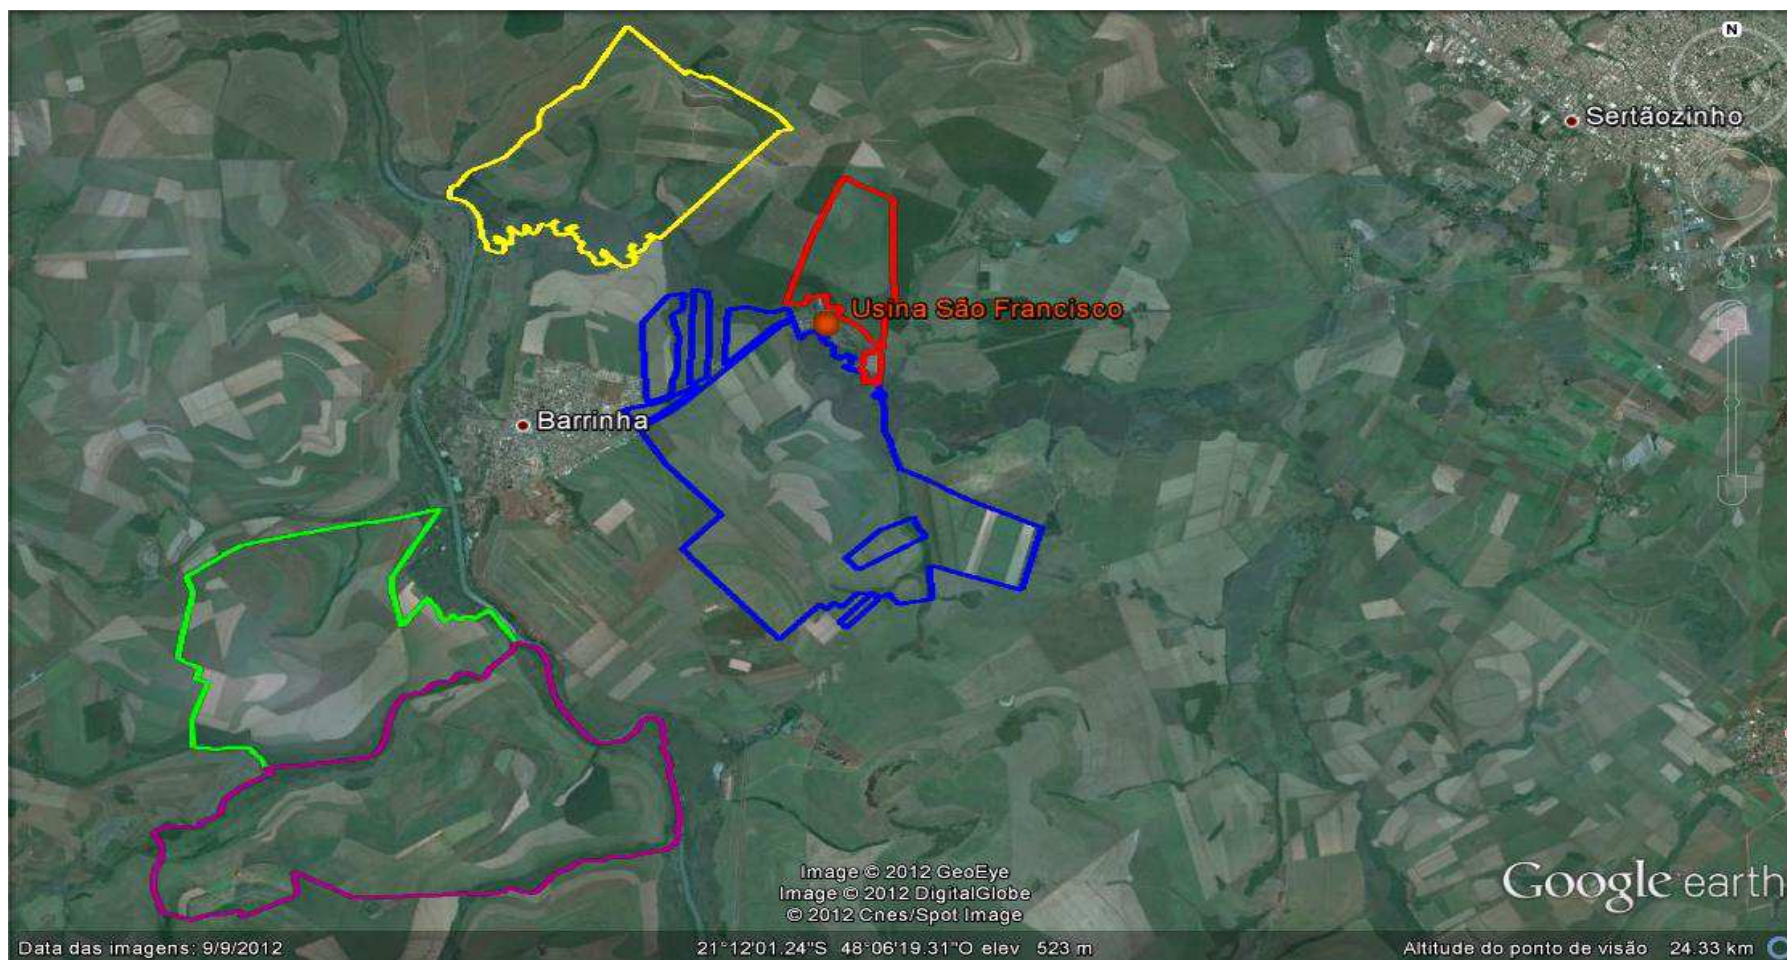 N
Sertãozinho
Usina São Francisco
Barrinha
Image © 2012 GeoEye
Image © 2012 DigitalGlobe
© 2012 Cnes/Spot Image
Google earth
Data das imagens: 9/9/2012
21°12'01.24"S 48°06'19.31"O elev 523 m
Altitude do ponto de visão 24.33 km